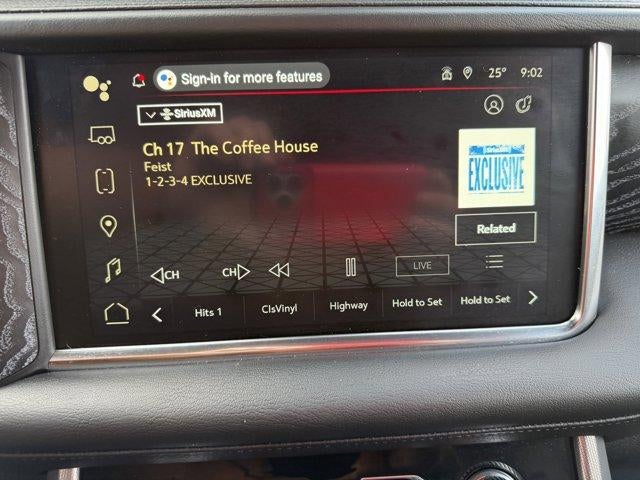 Sign-in for more features
25° 9:02
SiriusXM
Ch 17 The Coffee House
Feist
1-2-3-4 EXCLUSIVE
SiriusXM
EXCLUSIVE
Related
CH CH LIVE
Hits 1 ClsVinyl Highway Hold to Set Hold to Set